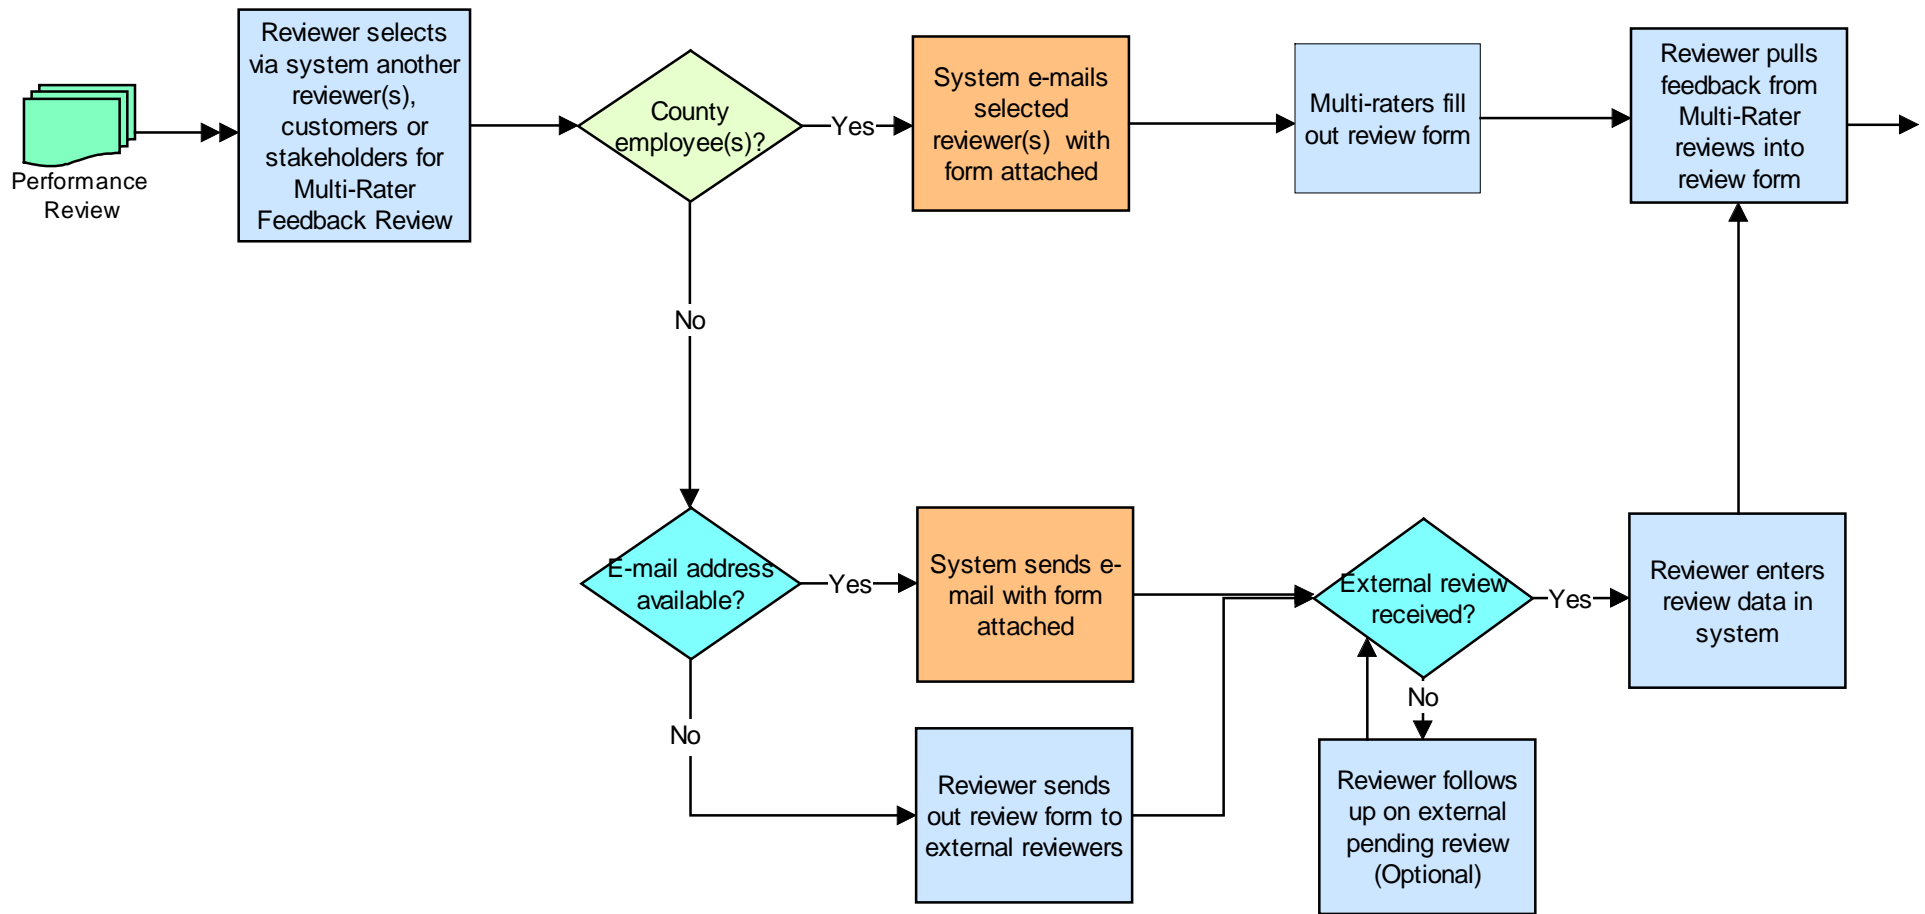 Performance
Review
Reviewer selects
via system another
reviewer(s),
customers or
stakeholders for
Multi-Rater
Feedback Review
County
employee(s)?
Yes
System e-mails
selected
reviewer(s) with
form attached
Multi-raters fill
out review form
Reviewer pulls
feedback from
Multi-Rater
reviews into
review form
No
E-mail address
available?
Yes
System sends e-
mail with form
attached
External review
received?
Yes
Reviewer enters
review data in
system
No
No
Reviewer sends
out review form to
external reviewers
Reviewer follows
up on external
pending review
(Optional)